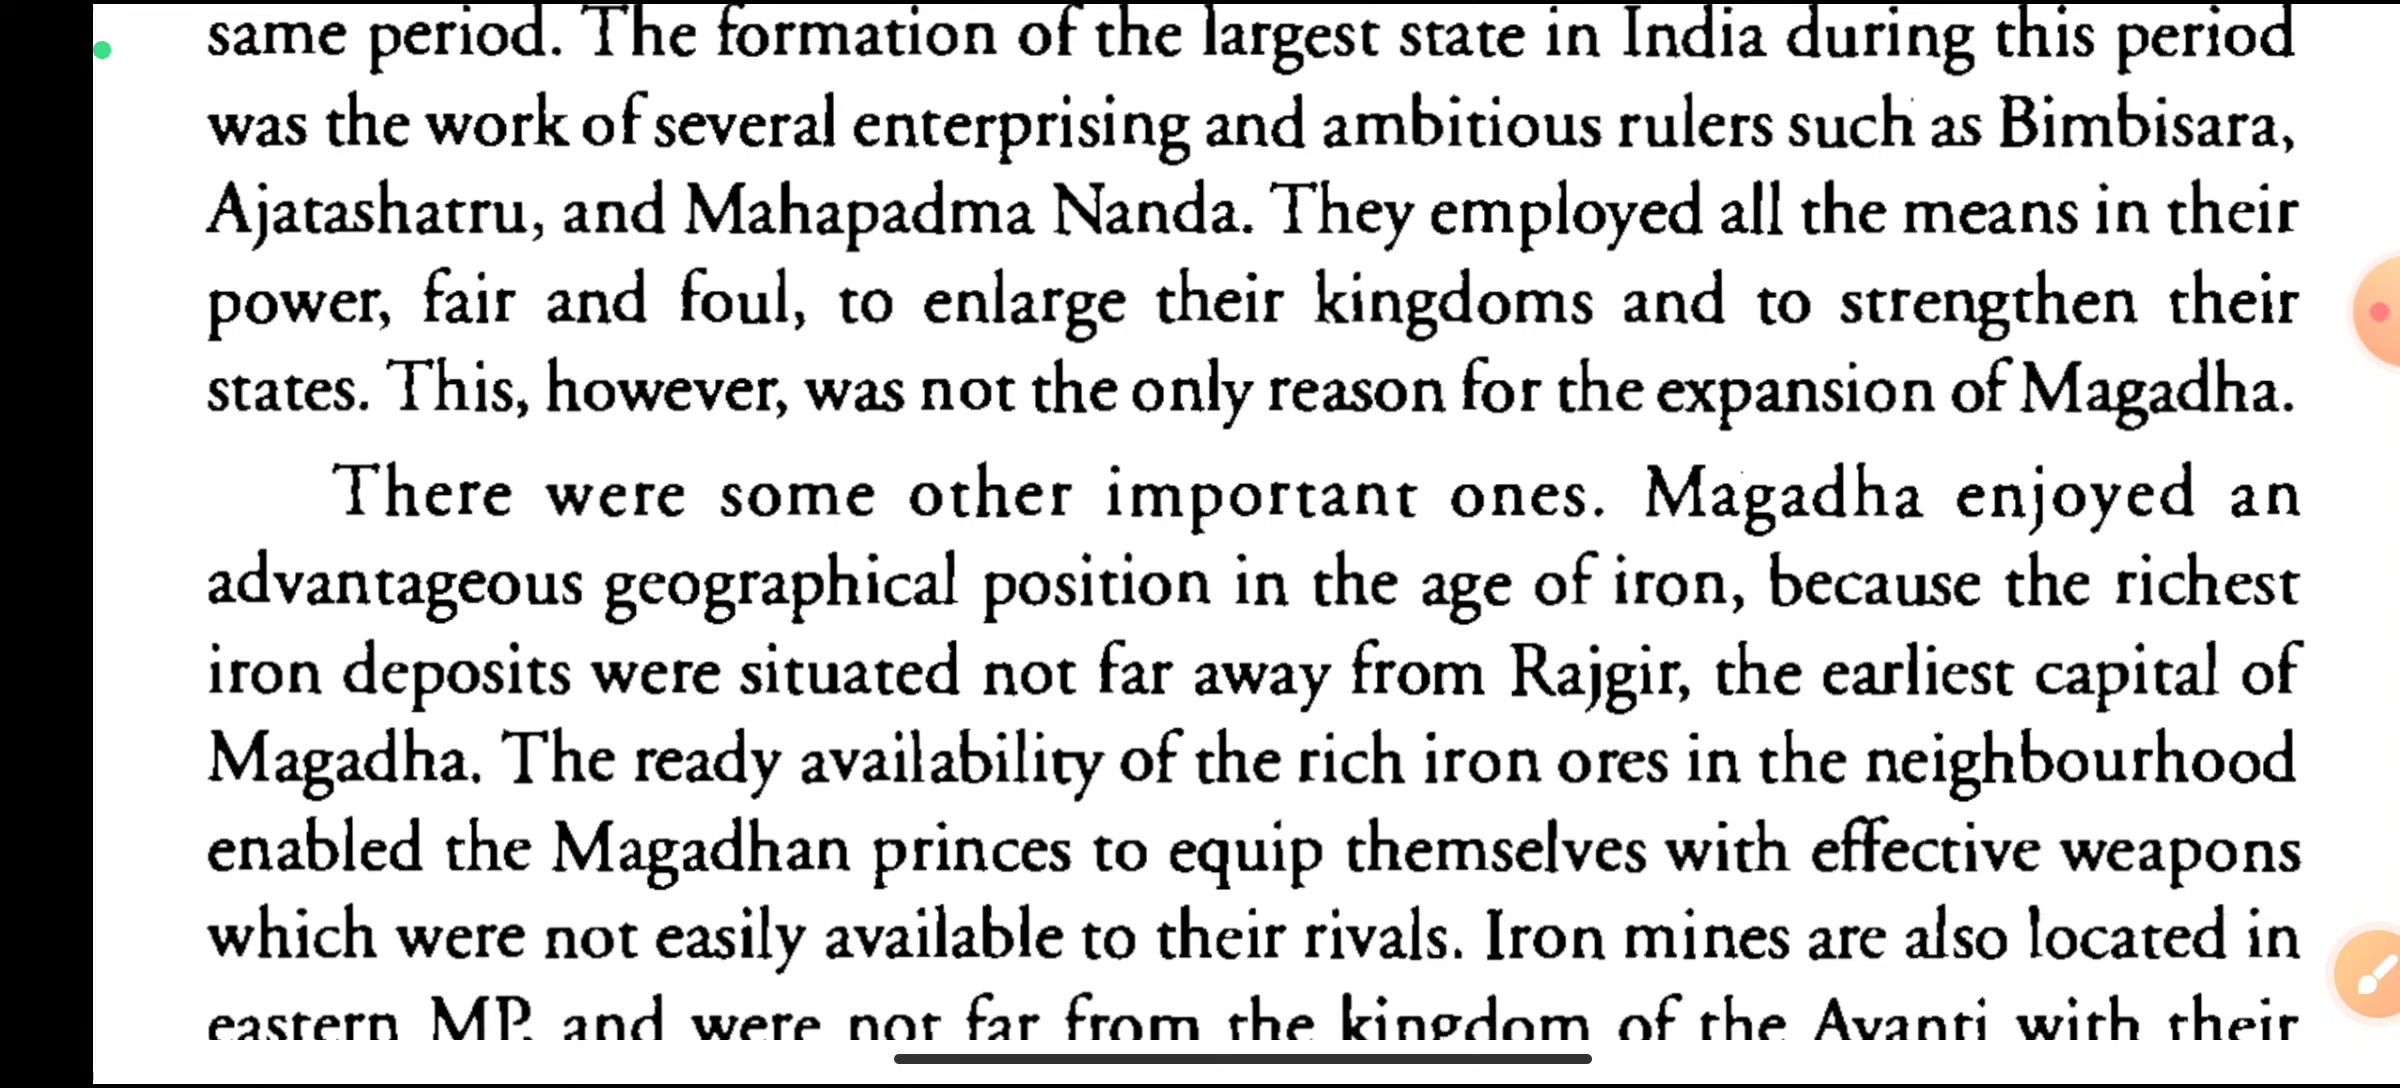 same period. The formation of the largest state in India during this period
was the work of several enterprising and ambitious rulers such as Bimbisara,
Ajatashatru, and Mahapadma Nanda. They employed all the means in their
power, fair and foul, to enlarge their kingdoms and to strengthen their
states. This, however, was not the only reason for the expansion of Magadha.
There were some other important ones. Magadha enjoyed an
advantageous geographical position in the age of iron, because the richest
iron deposits were situated not far away from Rajgir, the earliest capital of
Magadha. The ready availability of the rich iron ores in the neighbourhood
enabled the Magadhan princes to equip themselves with effective weapons
which were not easily available to their rivals. Iron mines are also located in
eastern MP, and were not far from the kingdom of the Avanti with their